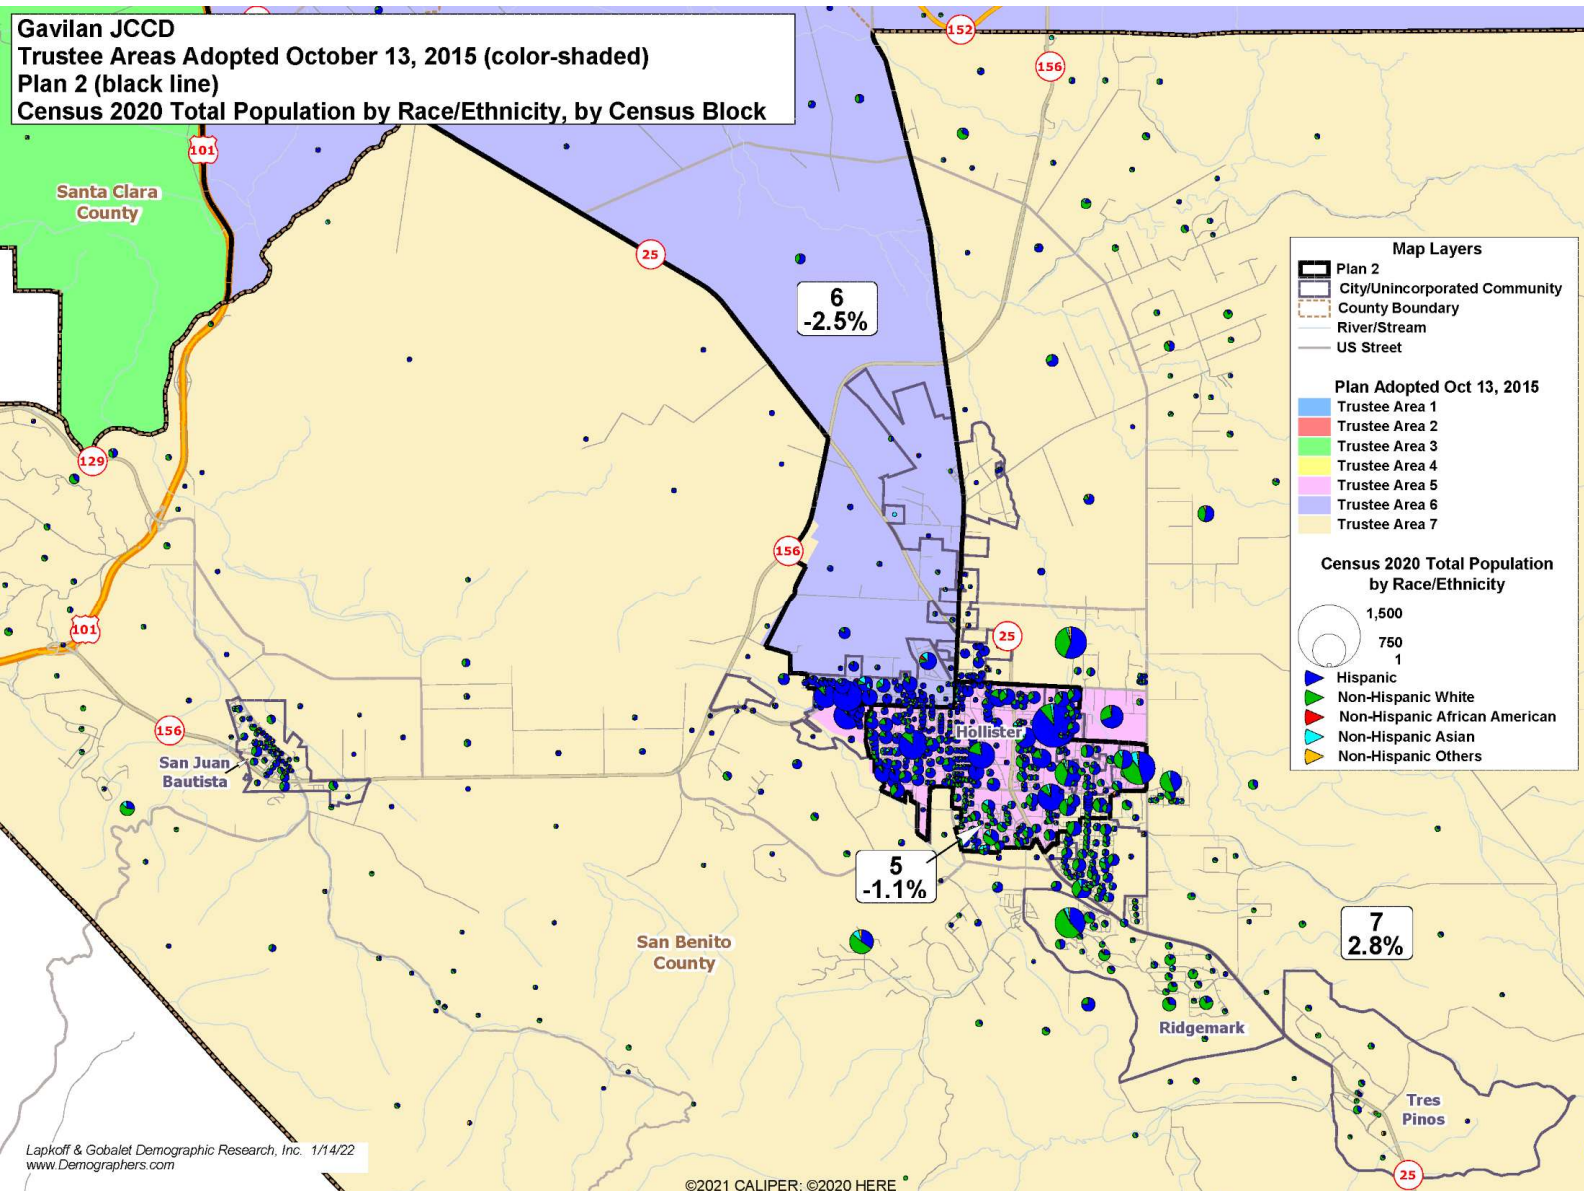 Gavilan JCCD
Trustee Areas Adopted October 13, 2015 (color-shaded)
Plan 2 (black line)
Census 2020 Total Population by Race/Ethnicity, by Census Block
152
156
101
Santa Clara
County
25
6
-2.5%
Map Layers
Plan 2
City/Unincorporated Community
County Boundary
River/Stream
US Street
Plan Adopted Oct 13, 2015
Trustee Area 1
Trustee Area 2
Trustee Area 3
Trustee Area 4
Trustee Area 5
Trustee Area 6
Trustee Area 7
Census 2020 Total Population
by Race/Ethnicity
1,500
750
1
Hispanic
Non-Hispanic White
Non-Hispanic African American
Non-Hispanic Asian
Non-Hispanic Others
129
156
101
25
156
Hollister
San Juan
Bautista
5
-1.1%
7
2.8%
San Benito
County
Ridgemark
Tres
Pinos
25
Lapkoff & Gobalet Demographic Research, Inc. 1/14/22
www.Demographers.com
©2021 CALIPER; ©2020 HERE